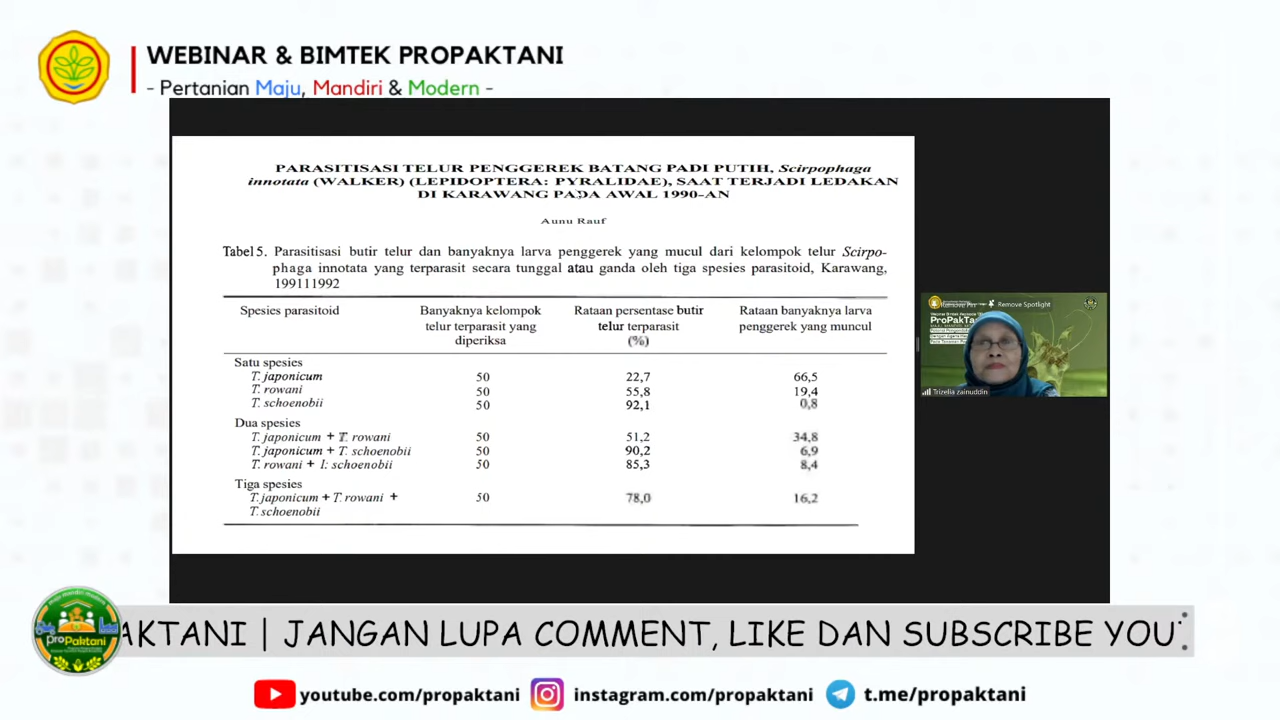 WEBINAR & BIMTEK PROPAKTANI
- Pertanian Maju, Mandiri & Modern -
PARASITISASI TELUR PENGGEREK BATANG PADI PUTIH, Scirpophaga
innotata (WALKER) (LEPIDOPTERA: PYRALIDAE), SAAT TERJADI LEDAKAN
DI KARAWANG PADA AWAL 1990-AN
Aunu Rauf
Tabel 5. Parasitisasi butir telur dan banyaknya larva penggerek yang mucul dari kelompok telur Scirpo-
phaga innotata yang terparasit secara tunggal atau ganda oleh tiga spesies parasitoid, Karawang,
199111992
Spesies parasitoid Banyaknya kelompok Rataan persentase butir Rataan banyaknya larva
telur terparasit yang telur terparasit penggerek yang muncul
diperiksa (%)
Satu spesies
T. japonicum 50 22,7 66,5
T. rowani 50 55,8 19,4
T. schoenobii 50 92,1 0,8
Dua spesies
T. japonicum + T. rowani 50 51,2 34,8
T. japonicum + T. schoenobii 50 90,2 6,9
T. rowani + I: schoenobii 50 85,3 8,4
Tiga spesies
T. japonicum + T. rowani + 50 78,0 16,2
T. schoenobii
Remove Spotlight
ProPakTa
Trizelia zainuddin
ProPaktani
AKTANI | JANGAN LUPA COMMENT, LIKE DAN SUBSCRIBE YOU
youtube.com/propaktani instagram.com/propaktani t.me/propaktani